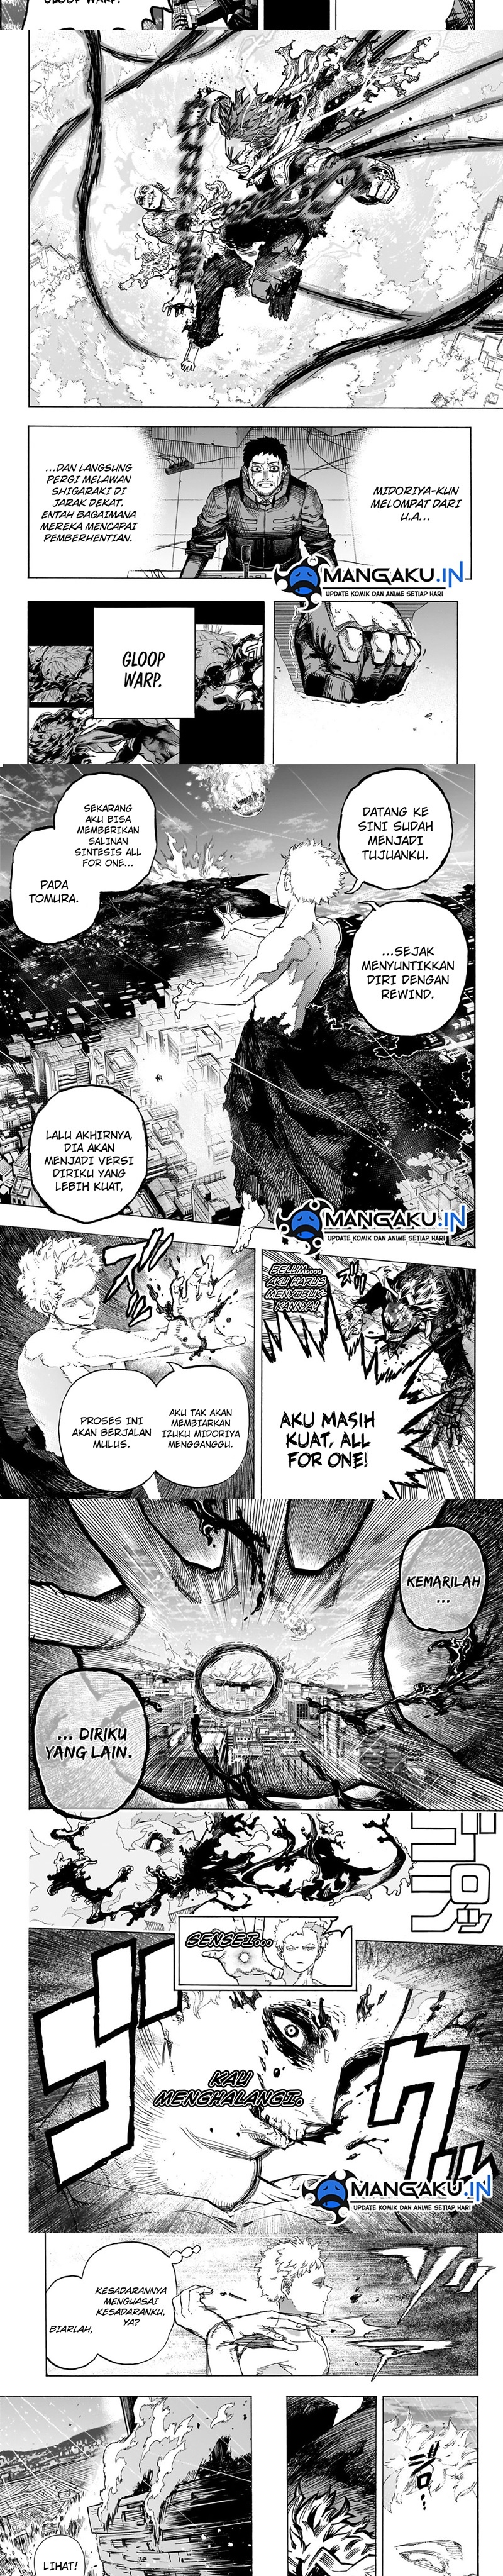 GLOOP WARP!
MIDORIYA-KUN
MELOMPAT DARI
U.A...
...DAN LANGSUNG
PERGI MELAWAN
SHIGARAKI DI
JARAK DEKAT.
ENTAH BAGAIMANA
MEREKA MENCAPAI
PEMBERHENTIAN.
MANGAKU.IN
UPDATE KOMIK DAN ANIME SETIAP HARI
GLOOP
WARP.
DATANG KE
SINI SUDAH
MENJADI
TUJUANKU.
...SEJAK
MENYUNTIKKAN
DIRI DENGAN
REWIND.
SEKARANG
AKU BISA
MEMBERIKAN
SALINAN
SINTESIS ALL
FOR ONE...
PADA
TOMURA.
LALU AKHIRNYA,
DIA AKAN
MENJADI VERSI
DIRIKU YANG
LEBIH KUAT,
MANGAKU.IN
UPDATE KOMIK DAN ANIME SETIAP HARI
BELUM....
AKU HARUS
MENYIBUK-
KANNYA!
AKU MASIH
KUAT, ALL
FOR ONE!
AKU TAK AKAN
MEMBIARKAN
IZUKU MIDORIYA
MENGGANGGU.
PROSES INI
AKAN BERJALAN
MULUS.
KEMARILAH
...
... DIRIKU
YANG LAIN.
SENSEI...
KAU
MENGHALANGI.
MANGAKU.IN
UPDATE KOMIK DAN ANIME SETIAP HARI
KESADARANNYA
MENGUASAI
KESADARANKU,
YA?
BIARLAH,
LIHAT!